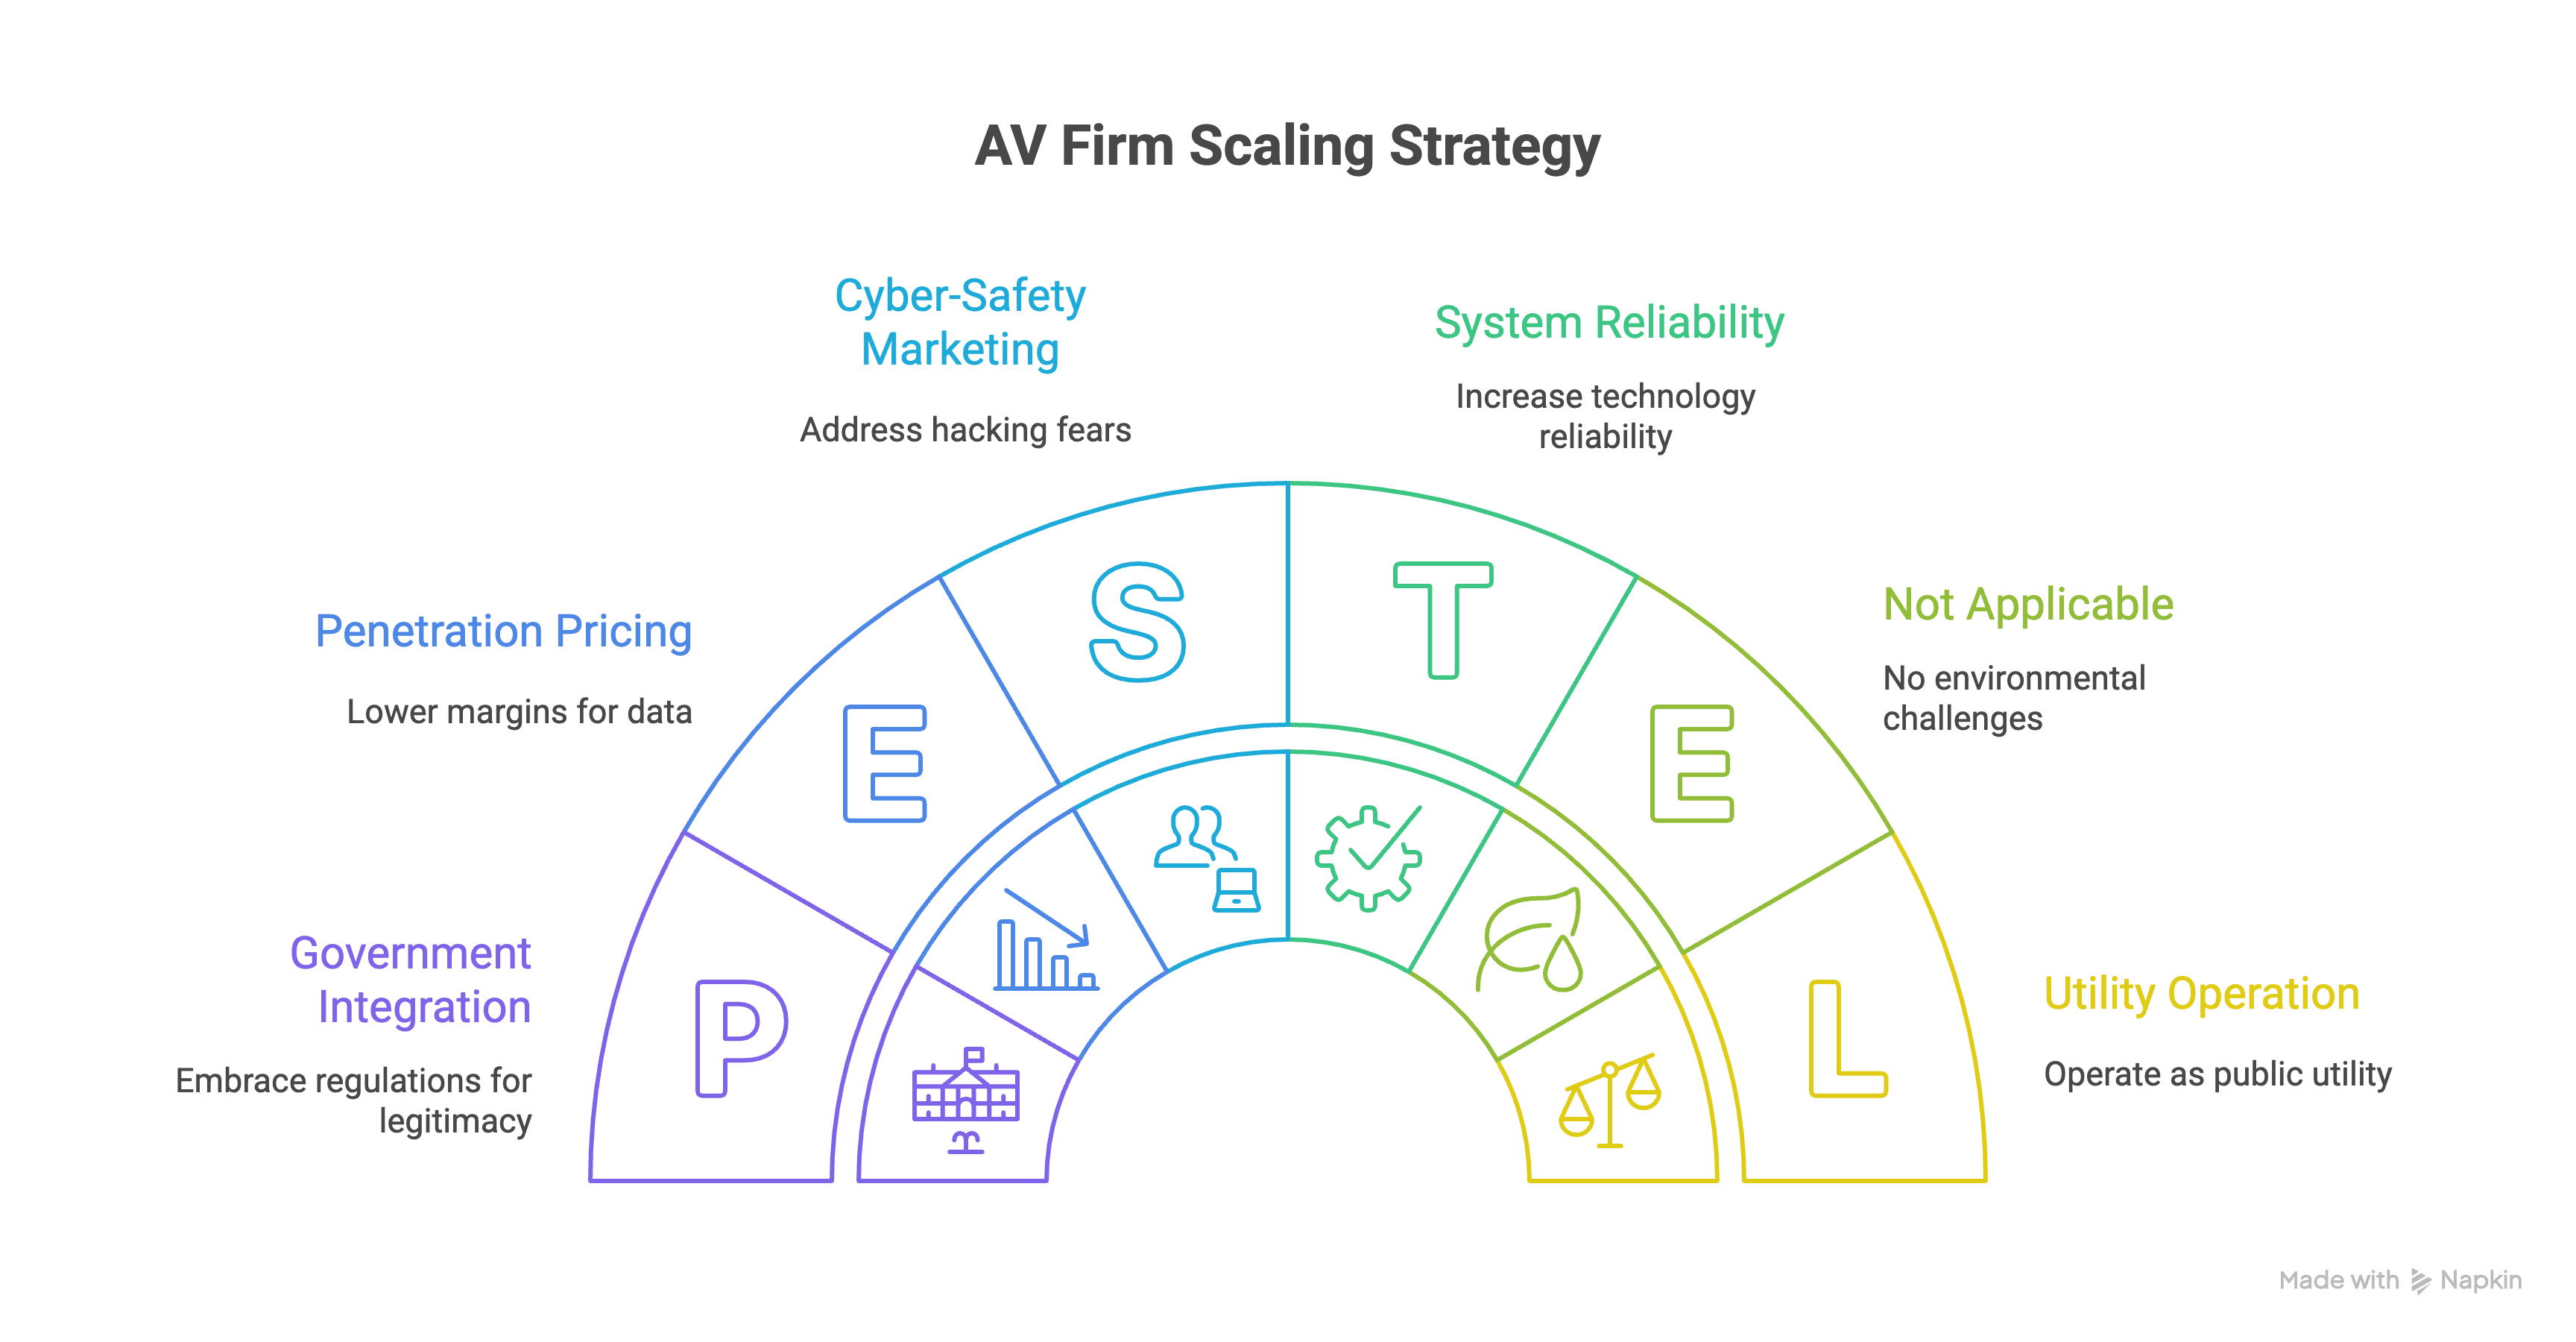 AV Firm Scaling Strategy
Cyber-Safety
Marketing
Address hacking fears
System Reliability
Increase technology
reliability
Penetration Pricing
Lower margins for data
Not Applicable
No environmental
challenges
Government
Integration
Embrace regulations for
legitimacy
Utility Operation
Operate as public utility
P
E
S
T
E
L
Made with Napkin